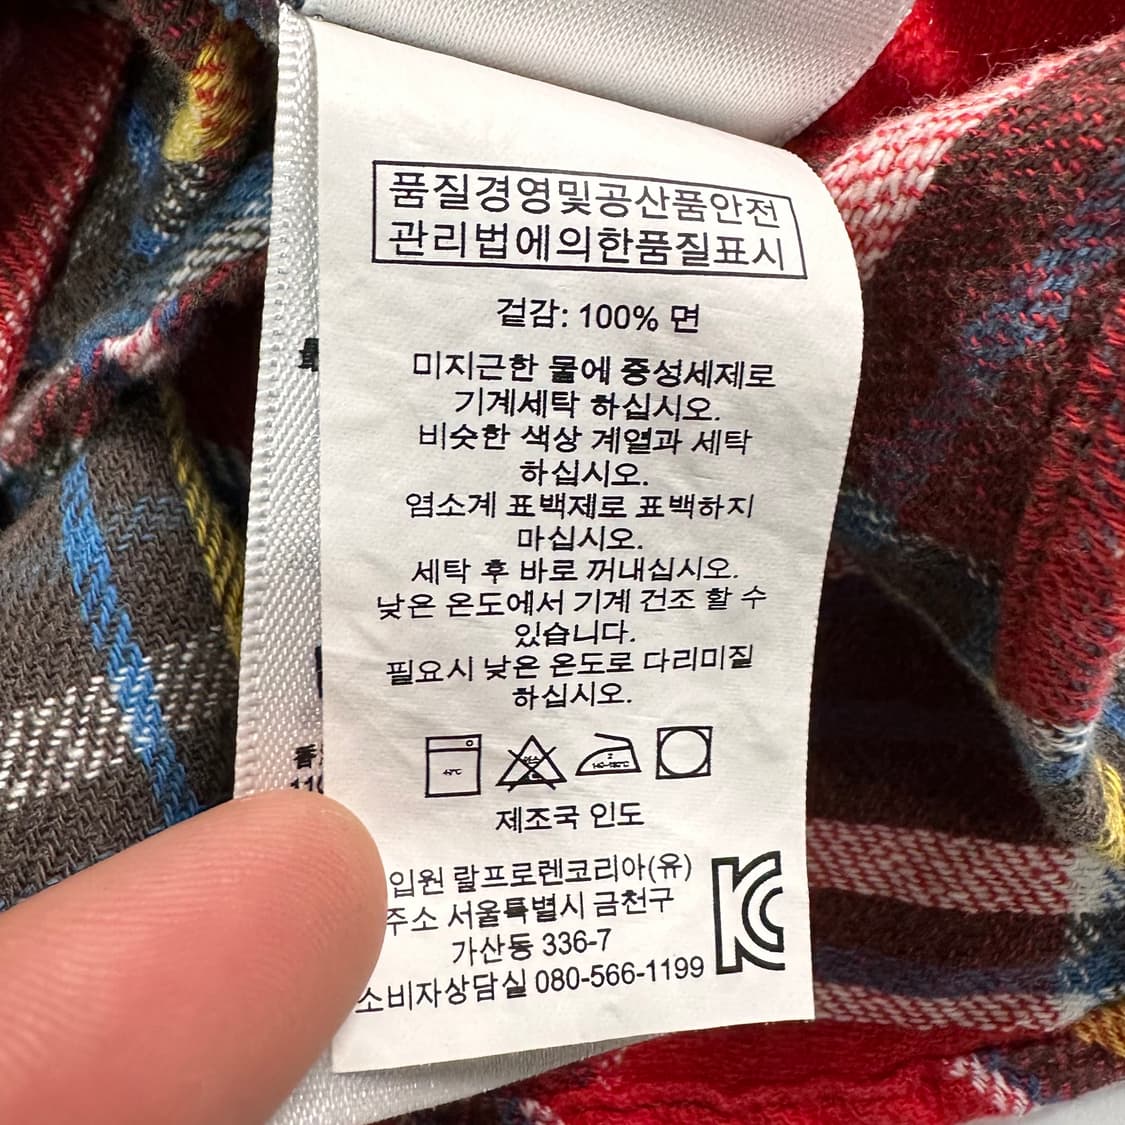 품질경영및공산품안전
관리법에의한품질표시
겉감: 100% 면
미지근한 물에 중성세제로
기계세탁 하십시오.
비슷한 색상 계열과 세탁
하십시오.
염소계 표백제로 표백하지
마십시오.
세탁 후 바로 꺼내십시오.
낮은 온도에서 기계 건조 할 수
있습니다.
필요시 낮은 온도로 다리미질
하십시오.
제조국 인도
입원 랄프로렌코리아(유)
주소 서울특별시 금천구
가산동 336-7
소비자상담실 080-566-1199